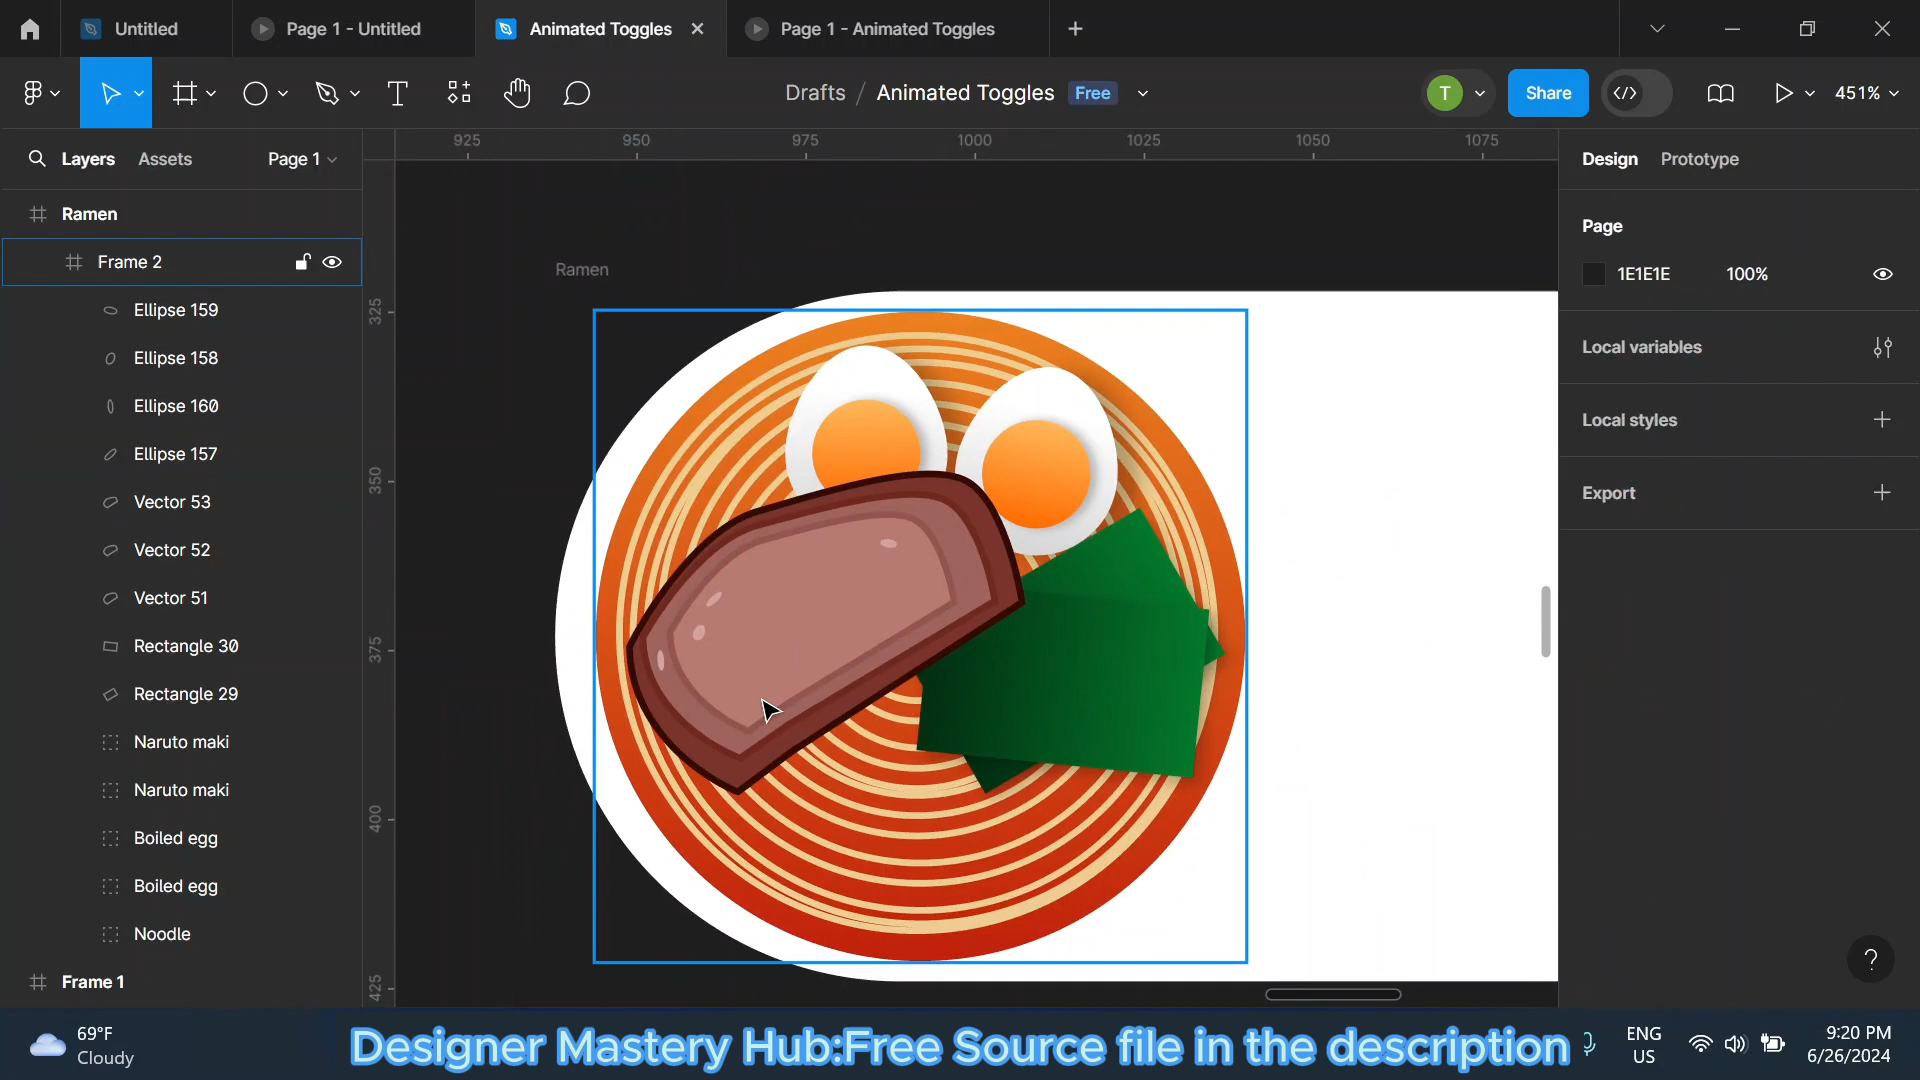 Untitled
Page 1 - Untitled
Animated Toggles
Page 1 - Animated Toggles
T
Drafts / Animated Toggles Free
T
Share
451%
Layers
Assets
Page 1
Ramen
Frame 2
Ellipse 159
Ellipse 158
Ellipse 160
Ellipse 157
Vector 53
Vector 52
Vector 51
Rectangle 30
Rectangle 29
Naruto maki
Naruto maki
Boiled egg
Boiled egg
Noodle
Frame 1
925 950 975 1000 1025 1050 1075
325
350
375
400
425
Ramen
Design
Prototype
Page
1E1E1E 100%
Local variables
Local styles
Export
?
69°F
Cloudy
Designer Mastery Hub:Free Source file in the description
ENG
US
9:20 PM
6/26/2024